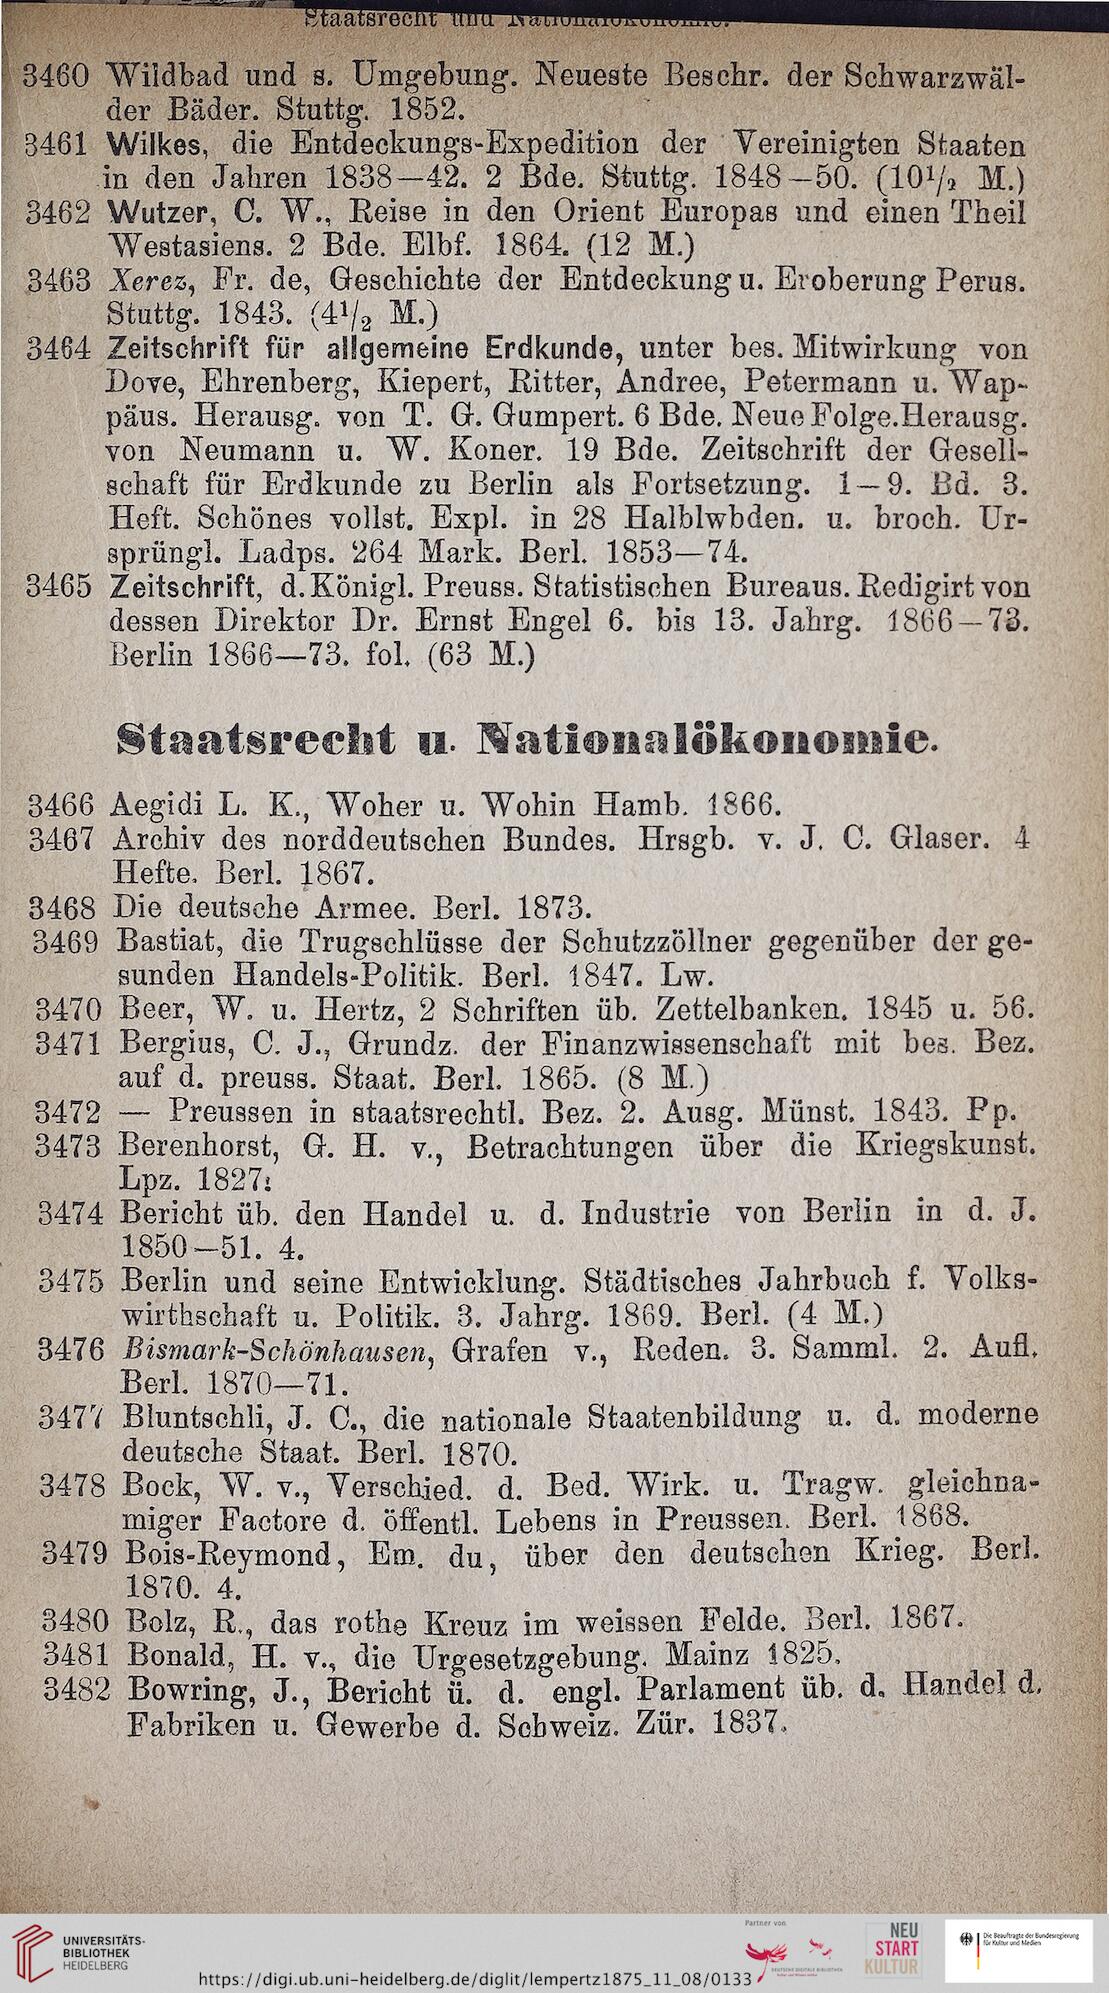 Staatsrecht und Nationalökonomie.
3460 Wildbad und s. Umgebung. Neueste Beschr. der Schwarzwäl-
der Bäder. Stuttg. 1852.
3461 Wilkes, die Entdeckungs-Expedition der Vereinigten Staaten
in den Jahren 1838—42. 2 Bde. Stuttg. 1848—50. (10½ M.)
3462 Wutzer, C. W., Reise in den Orient Europas und einen Theil
Westasiens. 2 Bde. Elbf. 1864. (12 M.)
3463 Xerez, Fr. de, Geschichte der Entdeckung u. Eroberung Perus.
Stuttg. 1843. (4½ M.)
3464 Zeitschrift für allgemeine Erdkunde, unter bes. Mitwirkung von
Dove, Ehrenberg, Kiepert, Ritter, Andree, Petermann u. Wap-
päus. Herausg. von T. G. Gumpert. 6 Bde. Neue Folge. Herausg.
von Neumann u. W. Koner. 19 Bde. Zeitschrift der Gesell-
schaft für Erdkunde zu Berlin als Fortsetzung. 1—9. Bd. 3.
Heft. Schönes vollst. Expl. in 28 Halblwbden. u. broch. Ur-
sprüngl. Ladps. 264 Mark. Berl. 1853—74.
3465 Zeitschrift, d. Königl. Preuss. Statistischen Bureaus. Redigirt von
dessen Direktor Dr. Ernst Engel 6. bis 13. Jahrg. 1866—73.
Berlin 1866—73. fol. (63 M.)
Staatsrecht u. Nationalökonomie.
3466 Aegidi L. K., Woher u. Wohin Hamb. 1866.
3467 Archiv des norddeutschen Bundes. Hrsgb. v. J. C. Glaser. 4
Hefte. Berl. 1867.
3468 Die deutsche Armee. Berl. 1873.
3469 Bastiat, die Trugschlüsse der Schutzzöllner gegenüber der ge-
sunden Handels-Politik. Berl. 1847. Lw.
3470 Beer, W. u. Hertz, 2 Schriften üb. Zettelbanken. 1845 u. 56.
3471 Bergius, C. J., Grundz. der Finanzwissenschaft mit bes. Bez.
auf d. preuss. Staat. Berl. 1865. (8 M.)
3472 — Preussen in staatsrechtl. Bez. 2. Ausg. Münst. 1843. Pp.
3473 Berenhorst, G. H. v., Betrachtungen über die Kriegskunst.
Lpz. 1827.
3474 Bericht üb. den Handel u. d. Industrie von Berlin in d. J.
1850—51. 4.
3475 Berlin und seine Entwicklung. Städtisches Jahrbuch f. Volks-
wirthschaft u. Politik. 3. Jahrg. 1869. Berl. (4 M.)
3476 Bismark-Schönhausen, Grafen v., Reden. 3. Samml. 2. Aufl.
Berl. 1870—71.
3477 Bluntschli, J. C., die nationale Staatenbildung u. d. moderne
deutsche Staat. Berl. 1870.
3478 Bock, W. v., Verschied. d. Bed. Wirk. u. Tragw. gleichna-
miger Factore d. öffentl. Lebens in Preussen. Berl. 1868.
3479 Bois-Reymond, Em. du, über den deutschen Krieg. Berl.
1870. 4.
3480 Bolz, R., das rothe Kreuz im weissen Felde. Berl. 1867.
3481 Bonald, H. v., die Urgesetzgebung. Mainz 1825.
3482 Bowring, J., Bericht ü. d. engl. Parlament üb. d. Handel d.
Fabriken u. Gewerbe d. Schweiz. Zür. 1837.
UNIVERSITÄTS-
BIBLIOTHEK
HEIDELBERG
https://digi.ub.uni-heidelberg.de/diglit/lempertz1875_11_08/0133
Partner von
DEUTSCHE DIGITALE BIBLIOTHEK
Kultur und Wissen online
NEU
START
KULTUR
Die Beauftragte der Bundesregierung
für Kultur und Medien